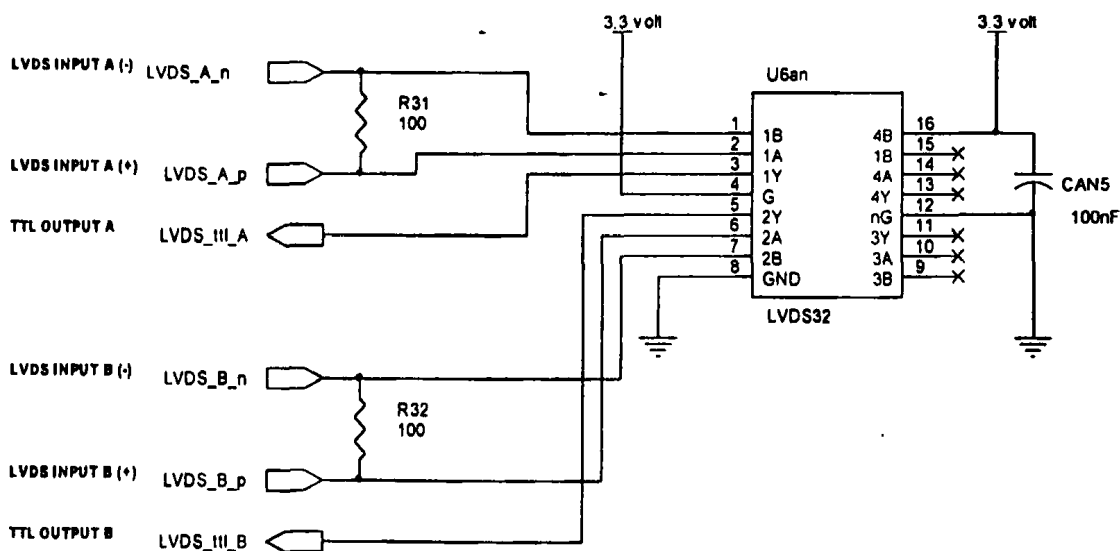 3.3 volt
3.3 volt
LVDS INPUT A (-)
LVDS_A_n
R31
100
LVDS INPUT A (+)
LVDS_A_p
TTL OUTPUT A
LVDS_ttl_A
U6an
1 1B
2 1A
3 1Y
4 G
5 2Y
6 2A
7 2B
8 GND
4B 16
1B 15
4A 14
4Y 13
nG 12
3Y 11
3A 10
3B 9
LVDS32
CAN5
100nF
LVDS INPUT B (-)
LVDS_B_n
R32
100
LVDS INPUT B (+)
LVDS_B_p
TTL OUTPUT B
LVDS_ttl_B